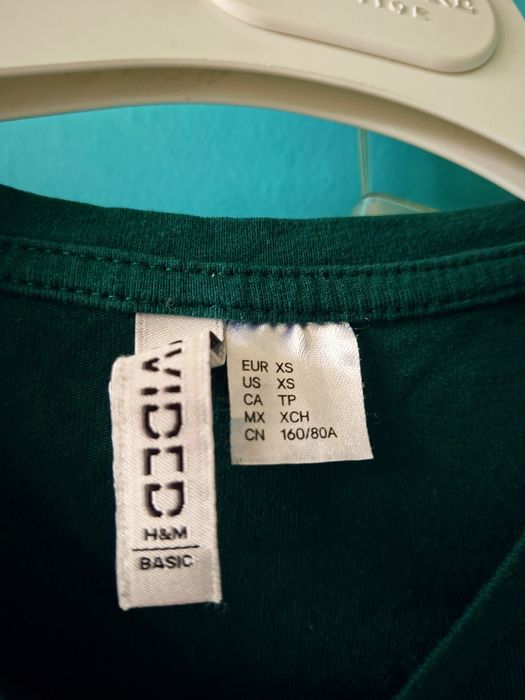 VIDED
H&M
BASIC
EUR XS
US XS
CA TP
MX XCH
CN 160/80A